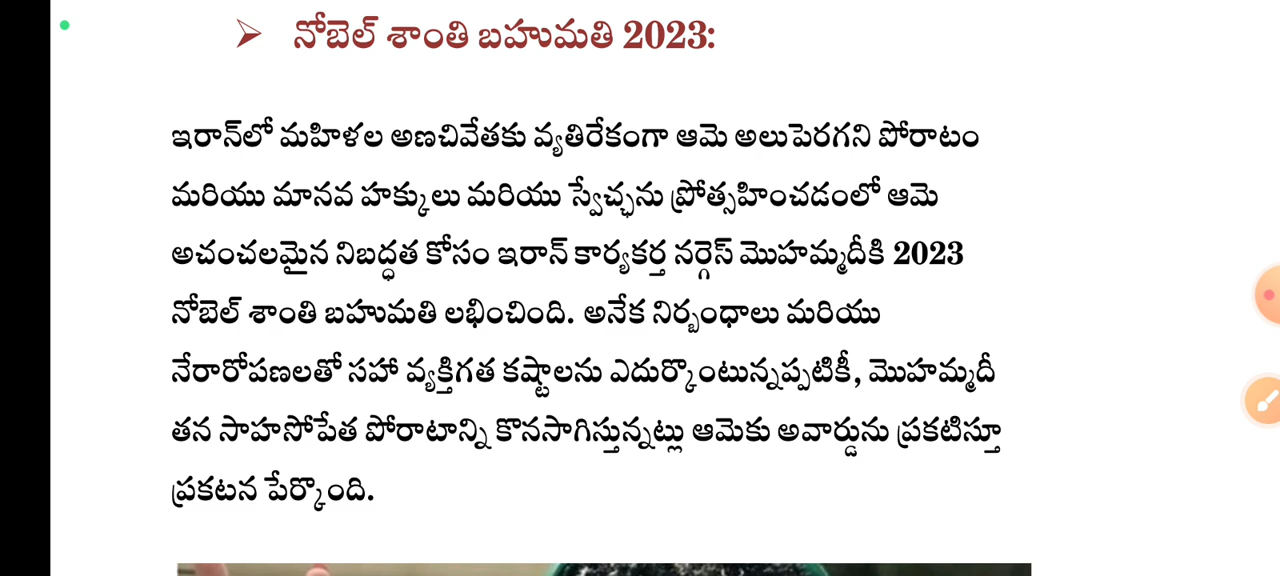 ➢ నోబెల్ శాంతి బహుమతి 2023:
ఇరాన్‌లో మహిళల అణచివేతకు వ్యతిరేకంగా ఆమె అలుపెరగని పోరాటం
మరియు మానవ హక్కులు మరియు స్వేచ్ఛను ప్రోత్సహించడంలో ఆమె
అచంచలమైన నిబద్ధత కోసం ఇరాన్ కార్యకర్త నర్గెస్ మొహమ్మదీకి 2023
నోబెల్ శాంతి బహుమతి లభించింది. అనేక నిర్బంధాలు మరియు
నేరారోపణలతో సహా వ్యక్తిగత కష్టాలను ఎదుర్కొంటున్నప్పటికీ, మొహమ్మదీ
తన సాహసోపేత పోరాటాన్ని కొనసాగిస్తున్నట్లు ఆమెకు అవార్డును ప్రకటిస్తూ
ప్రకటన పేర్కొంది.